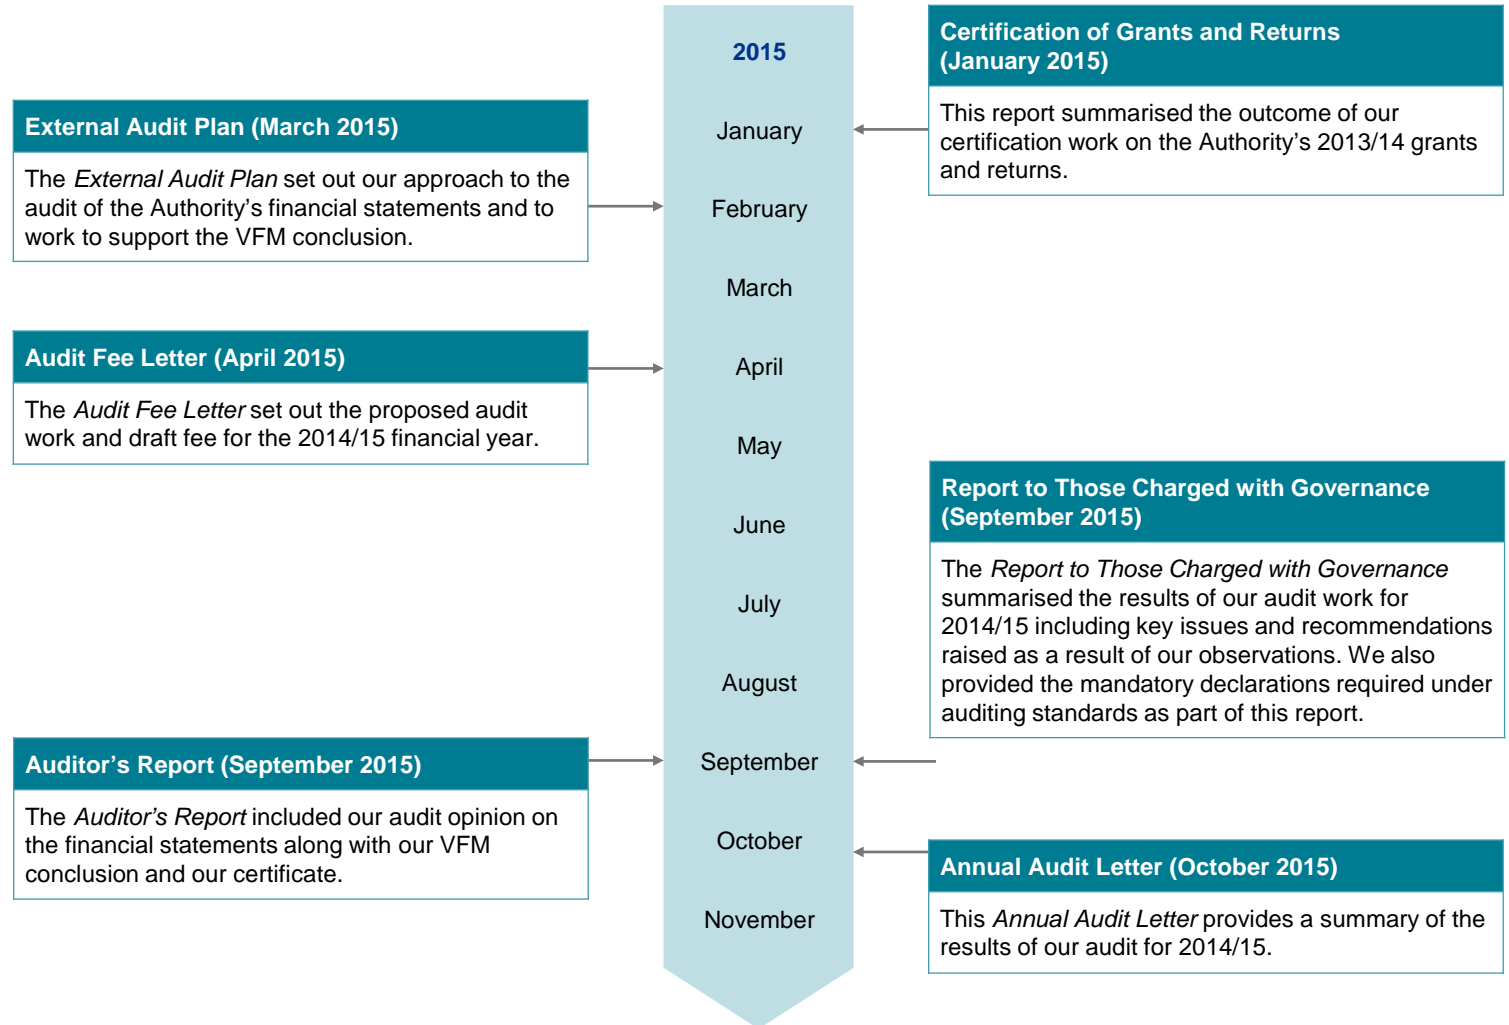 2015
January
February
March
April
May
June
July
August
September
October
November
External Audit Plan (March 2015)
The External Audit Plan set out our approach to the
audit of the Authority’s financial statements and to
work to support the VFM conclusion.
Audit Fee Letter (April 2015)
The Audit Fee Letter set out the proposed audit
work and draft fee for the 2014/15 financial year.
Auditor’s Report (September 2015)
The Auditor’s Report included our audit opinion on
the financial statements along with our VFM
conclusion and our certificate.
Certification of Grants and Returns
(January 2015)
This report summarised the outcome of our
certification work on the Authority’s 2013/14 grants
and returns.
Report to Those Charged with Governance
(September 2015)
The Report to Those Charged with Governance
summarised the results of our audit work for
2014/15 including key issues and recommendations
raised as a result of our observations. We also
provided the mandatory declarations required under
auditing standards as part of this report.
Annual Audit Letter (October 2015)
This Annual Audit Letter provides a summary of the
results of our audit for 2014/15.